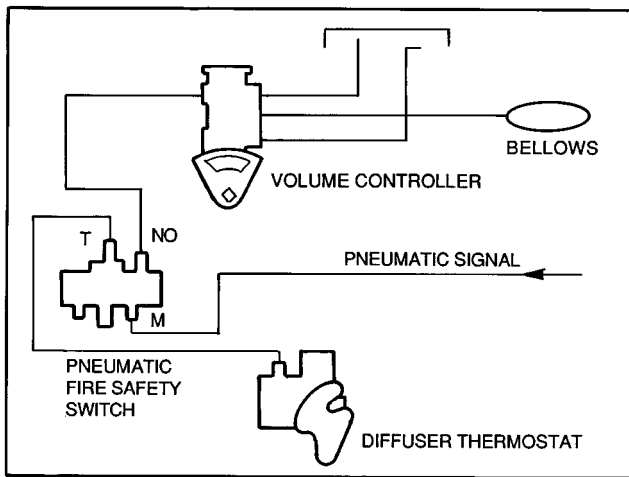 BELLOWS
VOLUME CONTROLLER
T
NO
PNEUMATIC SIGNAL
M
PNEUMATIC
FIRE SAFETY
SWITCH
DIFFUSER THERMOSTAT